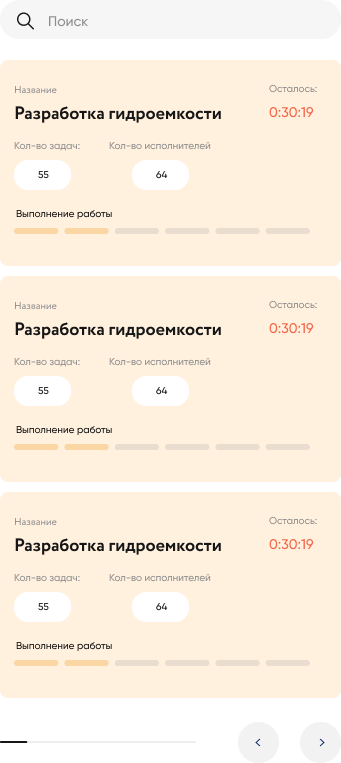 Поиск
Название
Осталось:
Разработка гидроемкости
0:30:19
Кол-во задач:
Кол-во исполнителей
55
64
Выполнение работы
Название
Осталось:
Разработка гидроемкости
0:30:19
Кол-во задач:
Кол-во исполнителей
55
64
Выполнение работы
Название
Осталось:
Разработка гидроемкости
0:30:19
Кол-во задач:
Кол-во исполнителей
55
64
Выполнение работы